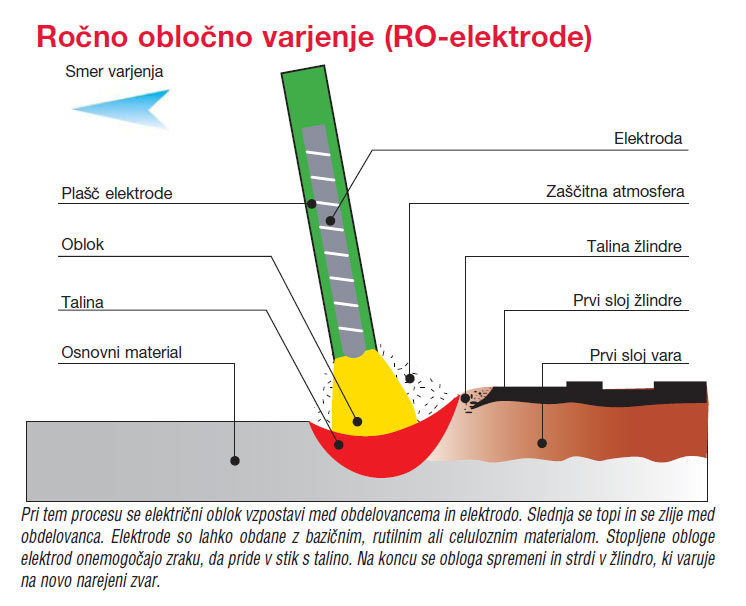 Ročno obločno varjenje (RO-elektrode)
Smer varjenja
Elektroda
Plašč elektrode
Zaščitna atmosfera
Oblok
Talina žlindre
Talina
Prvi sloj žlindre
Osnovni material
Prvi sloj vara
Pri tem procesu se električni oblok vzpostavi med obdelovancema in elektrodo. Slednja se topi in se zlije med
obdelovanca. Elektrode so lahko obdane z bazičnim, rutilnim ali celuloznim materialom. Stopljene obloge
elektrod onemogočajo zraku, da pride v stik s talino. Na koncu se obloga spremeni in strdi v žlindro, ki varuje
na novo narejeni zvar.